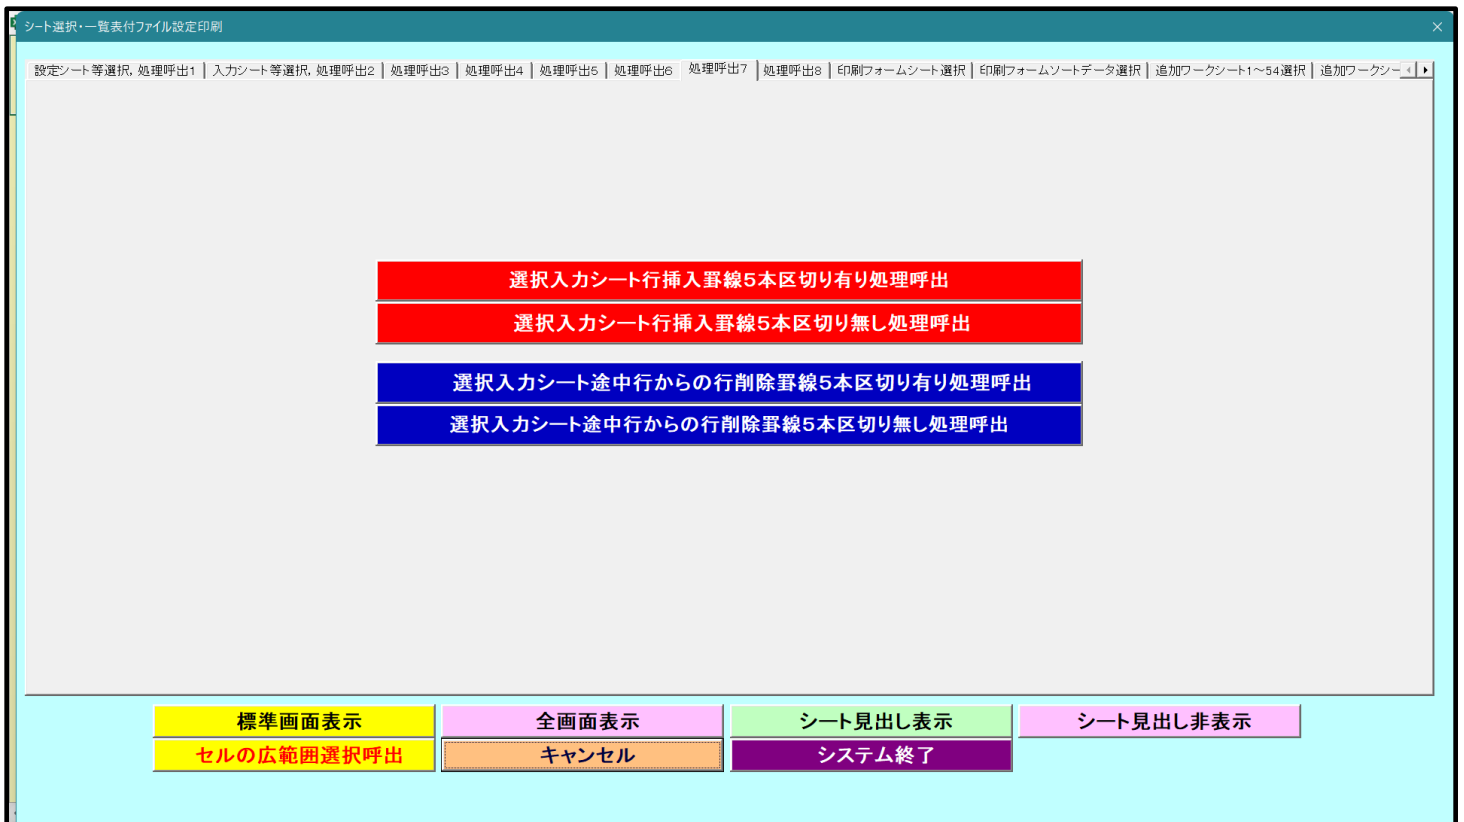 シート選択・一覧表付ファイル設定印刷
設定シート等選択, 処理呼出1 入力シート等選択, 処理呼出2 処理呼出3 処理呼出4 処理呼出5 処理呼出6 処理呼出7 処理呼出8 印刷フォームシート選択 印刷フォームソートデータ選択 追加ワークシート1～54選択 追加ワークシー
選択入力シート行挿入罫線5本区切り有り処理呼出
選択入力シート行挿入罫線5本区切り無し処理呼出
選択入力シート途中行からの行削除罫線5本区切り有り処理呼出
選択入力シート途中行からの行削除罫線5本区切り無し処理呼出
標準画面表示 全画面表示 シート見出し表示 シート見出し非表示
セルの広範囲選択呼出 キャンセル システム終了